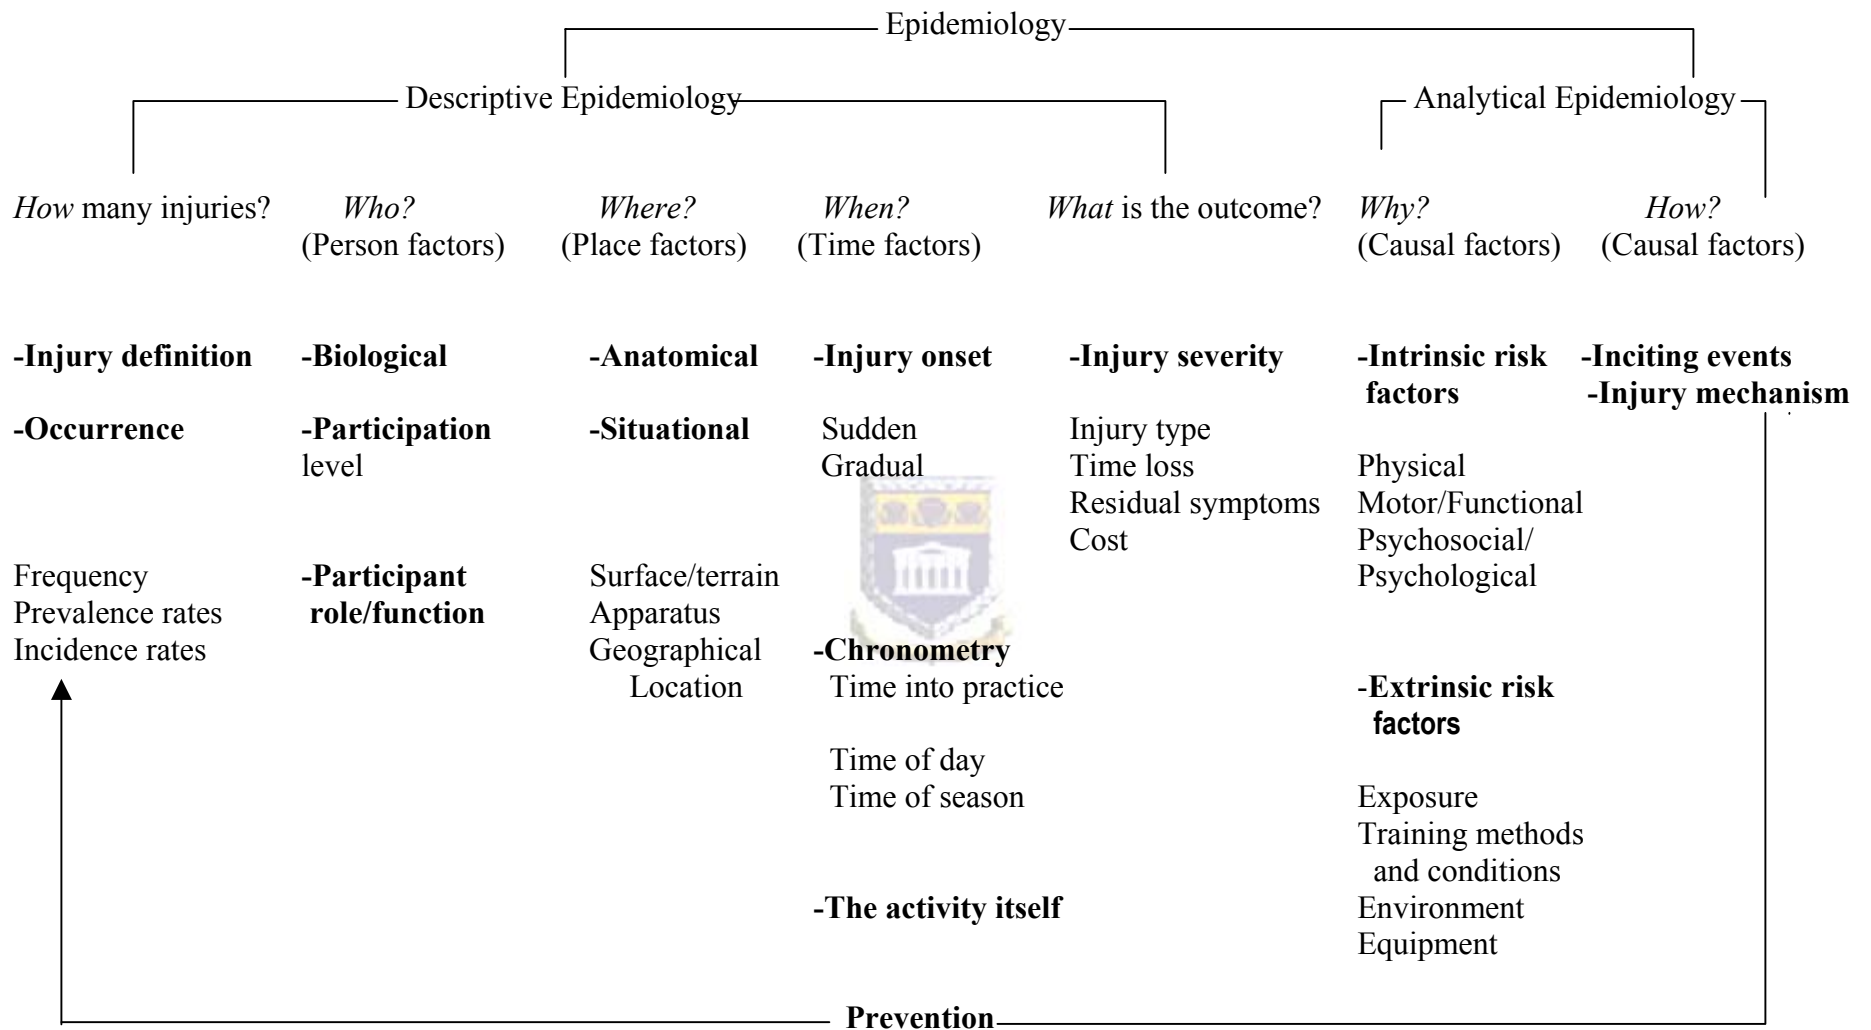 Epidemiology
Descriptive Epidemiology
Analytical Epidemiology
How many injuries?
Who?
(Person factors)
Where?
(Place factors)
When?
(Time factors)
What is the outcome?
Why?
(Causal factors)
How?
(Causal factors)
-Injury definition
-Occurrence
Frequency
Prevalence rates
Incidence rates
-Biological
-Participation
level
-Participant
role/function
-Anatomical
-Situational
Surface/terrain
Apparatus
Geographical
Location
-Injury onset
Sudden
Gradual
-Chronometry
Time into practice
Time of day
Time of season
-The activity itself
-Injury severity
Injury type
Time loss
Residual symptoms
Cost
-Intrinsic risk
factors
Physical
Motor/Functional
Psychosocial/
Psychological
-Extrinsic risk
factors
Exposure
Training methods
and conditions
Environment
Equipment
-Inciting events
-Injury mechanism
Prevention